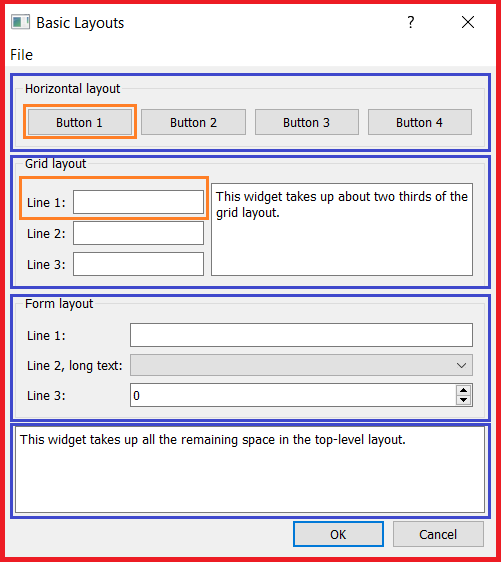 Basic Layouts
File
Horizontal layout
Button 1 Button 2 Button 3 Button 4
Grid layout
Line 1:
Line 2:
Line 3:
This widget takes up about two thirds of the
grid layout.
Form layout
Line 1:
Line 2, long text:
Line 3: 0
This widget takes up all the remaining space in the top-level layout.
OK Cancel